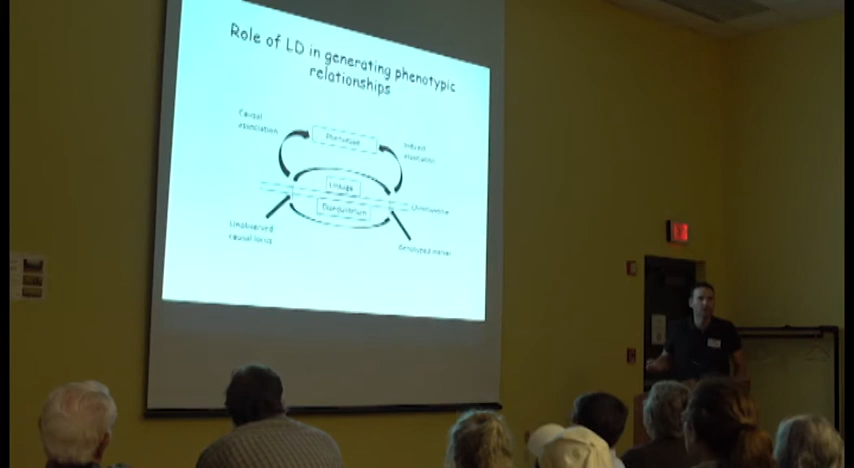 Role of LD in generating phenotypic
relationships
Causal
association
Phenotype
Indirect
association
Linkage
Disequilibrium
Chromosome
Unobserved
causal locus
Genotyped marker